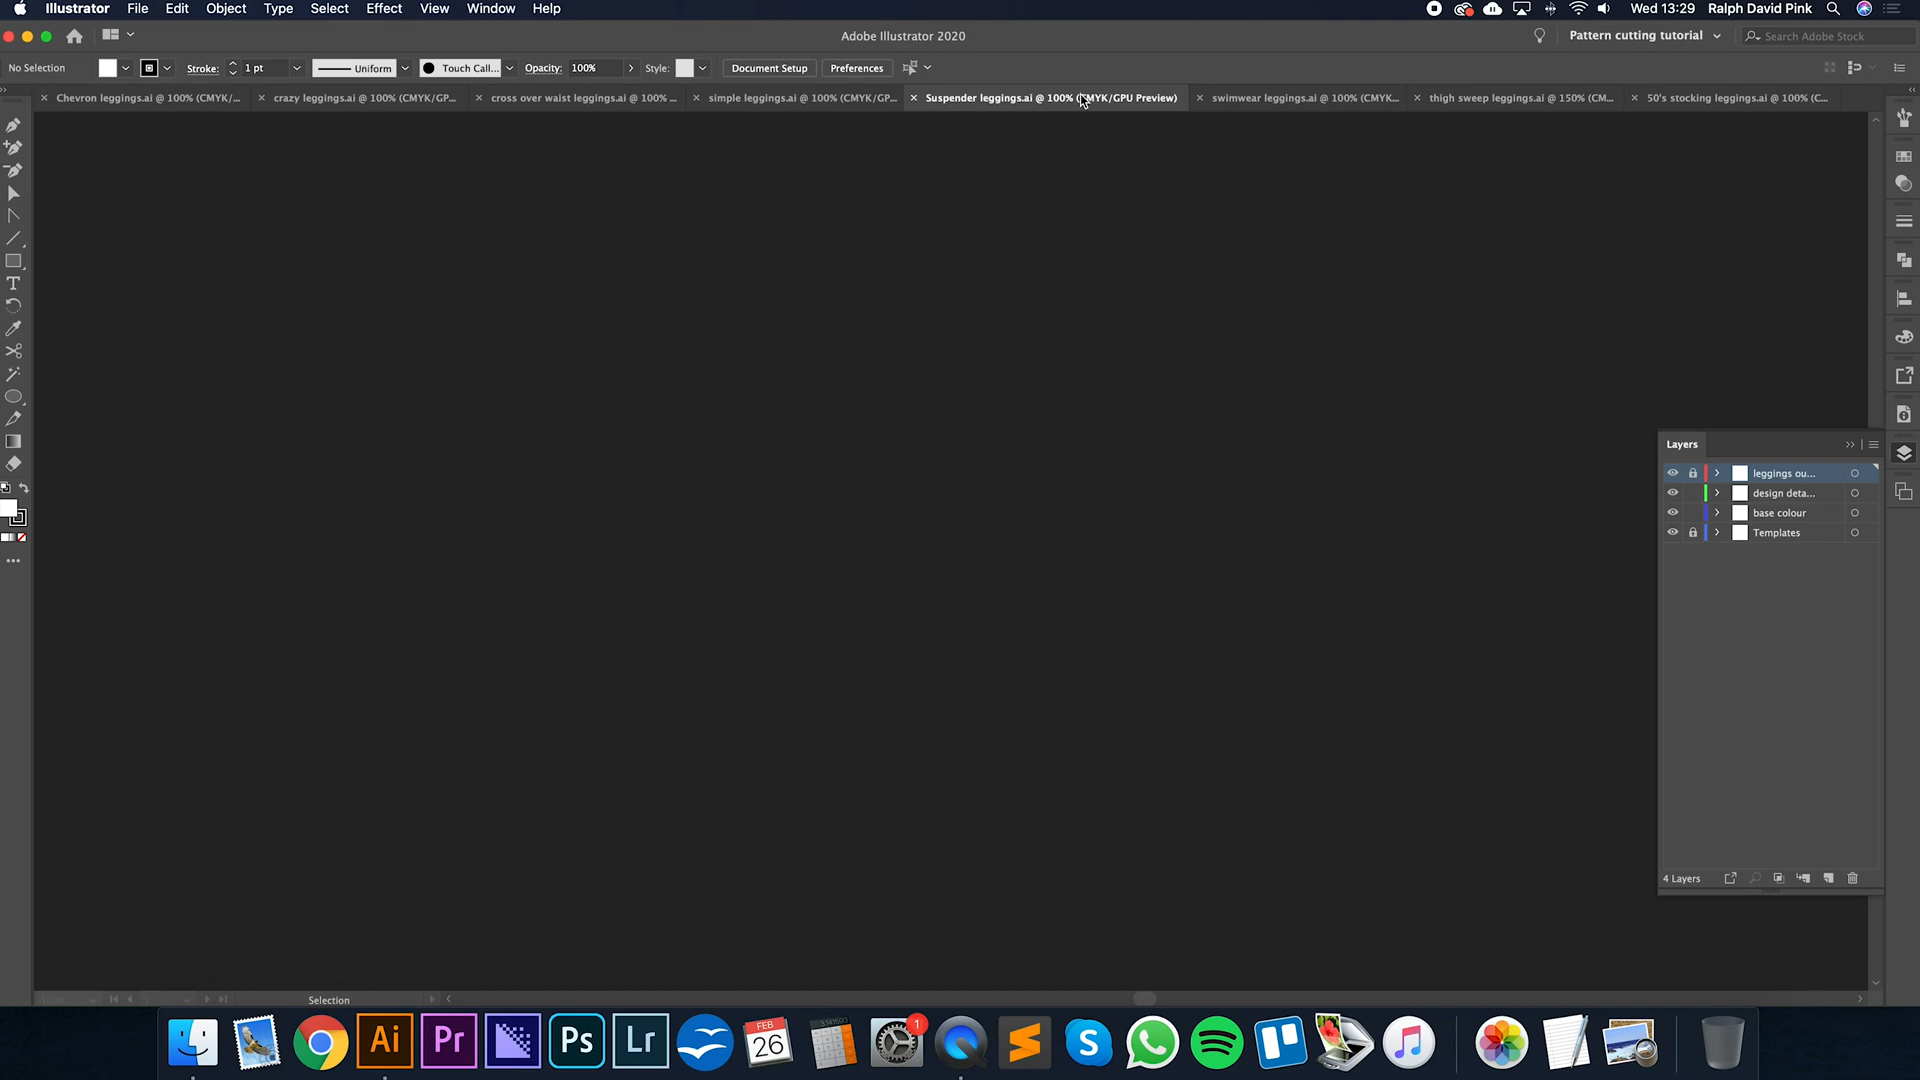 Illustrator File Edit Object Type Select Effect View Window Help Wed 13:29 Ralph David Pink
Adobe Illustrator 2020 Pattern cutting tutorial Search Adobe Stock
No Selection Stroke: 1 pt Uniform Touch Call... Opacity: 100% Style: Document Setup Preferences
Chevron leggings.ai @ 100% (CMYK/... crazy leggings.ai @ 100% (CMYK/GP... cross over waist leggings.ai @ 100% ... simple leggings.ai @ 100% (CMYK/GP... Suspender leggings.ai @ 100% (CMYK/GPU Preview) swimwear leggings.ai @ 100% (CMYK... thigh sweep leggings.ai @ 150% (CM... 50's stocking leggings.ai @ 100% (C...
Layers
leggings ou...
design deta...
base colour
Templates
4 Layers
100% 1 Selection
Ai Pr Ps Lr FEB 26 1 S